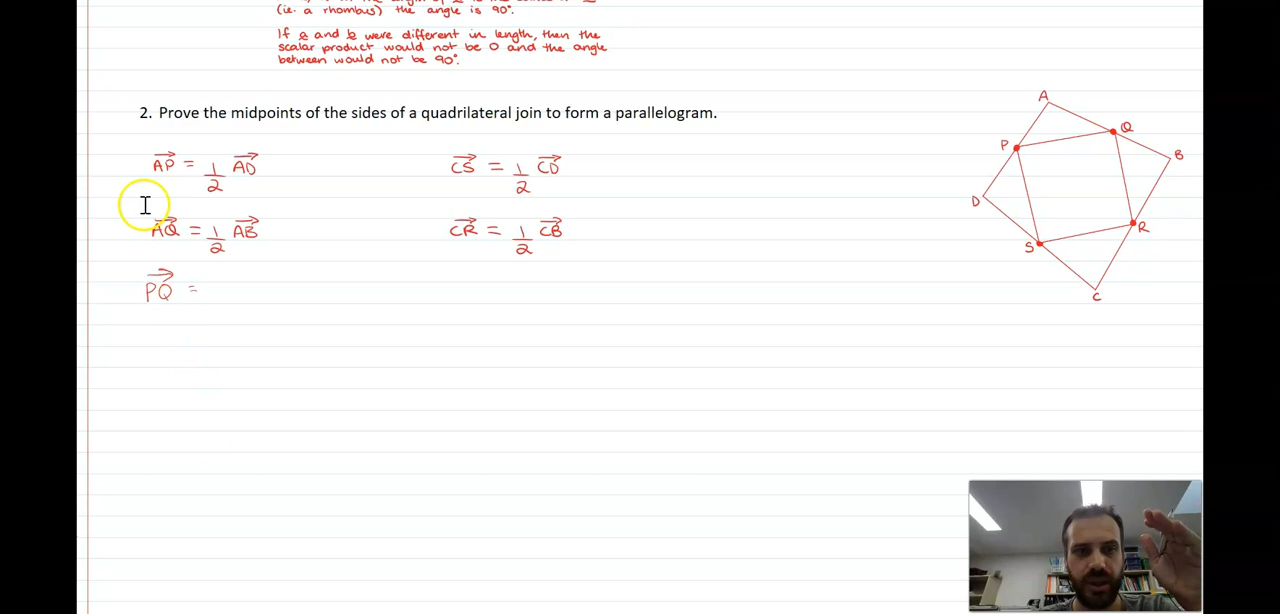 (i.e. a rhombus) the angle is 90°.
If a and b were different in length, then the
scalar product would not be 0 and the angle
between would not be 90°.
2. Prove the midpoints of the sides of a quadrilateral join to form a parallelogram.
AP→ = 1/2 AD→
CS→ = 1/2 CD→
AQ→ = 1/2 AB→
CR→ = 1/2 CB→
PQ→ =
A
Q
P
B
D
R
S
C